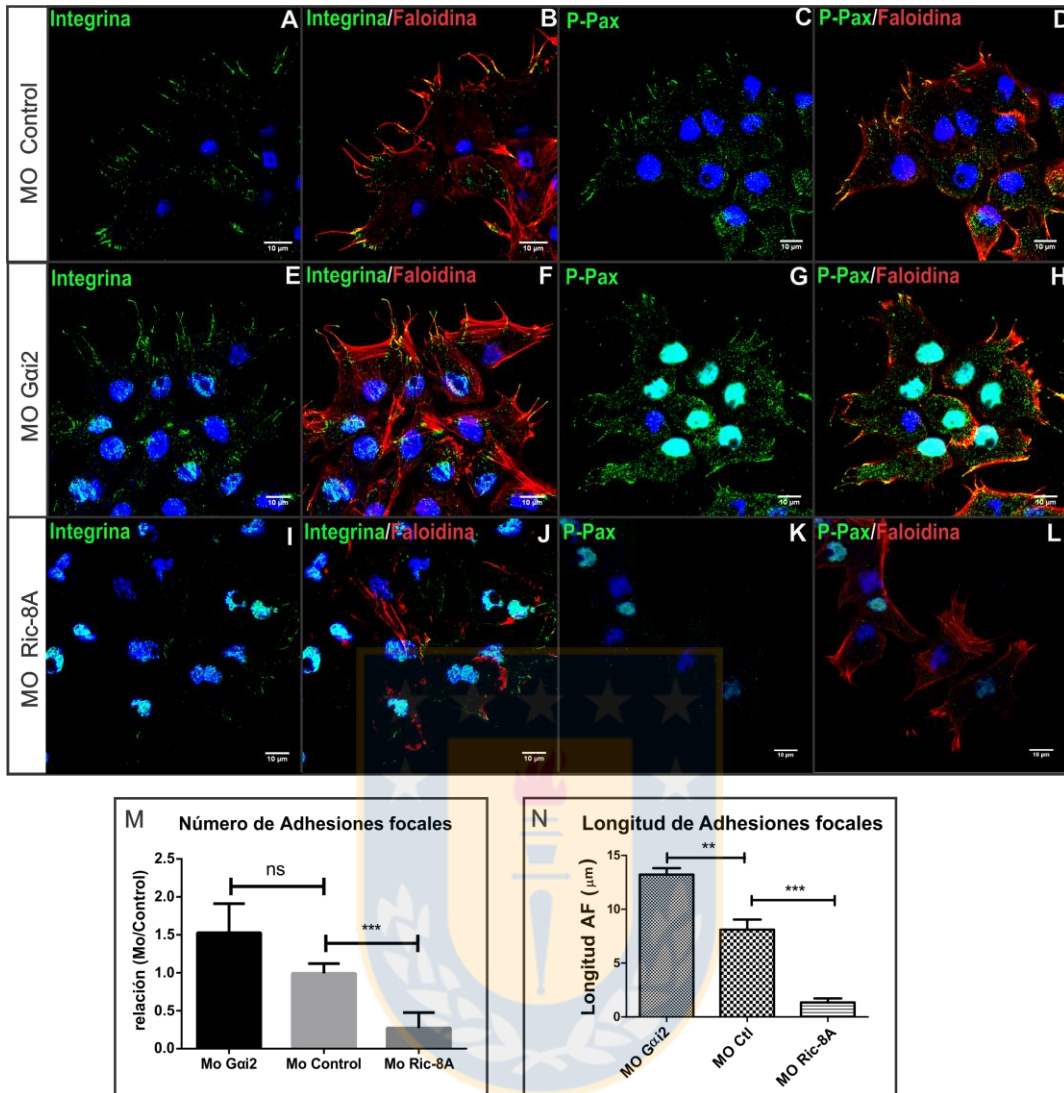 MO Control
Integrina A
Integrina/Faloidina B
P-Pax C
P-Pax/Faloidina D
10 µm
10 µm
10 µm
10 µm
MO Gαi2
Integrina E
Integrina/Faloidina F
P-Pax G
P-Pax/Faloidina H
10 µm
10 µm
10 µm
10 µm
MO Ric-8A
Integrina I
Integrina/Faloidina J
P-Pax K
P-Pax/Faloidina L
10 µm
10 µm
10 µm
10 µm
M Número de Adhesiones focales
relación (Mo/Control)
2.5
2.0
1.5
1.0
0.5
0.0
ns
***
Mo Gαi2 Mo Control Mo Ric-8A
N Longitud de Adhesiones focales
Longitud AF (µm)
15
10
5
0
**
***
MO Gαi2
MO Ctl
MO Ric-8A